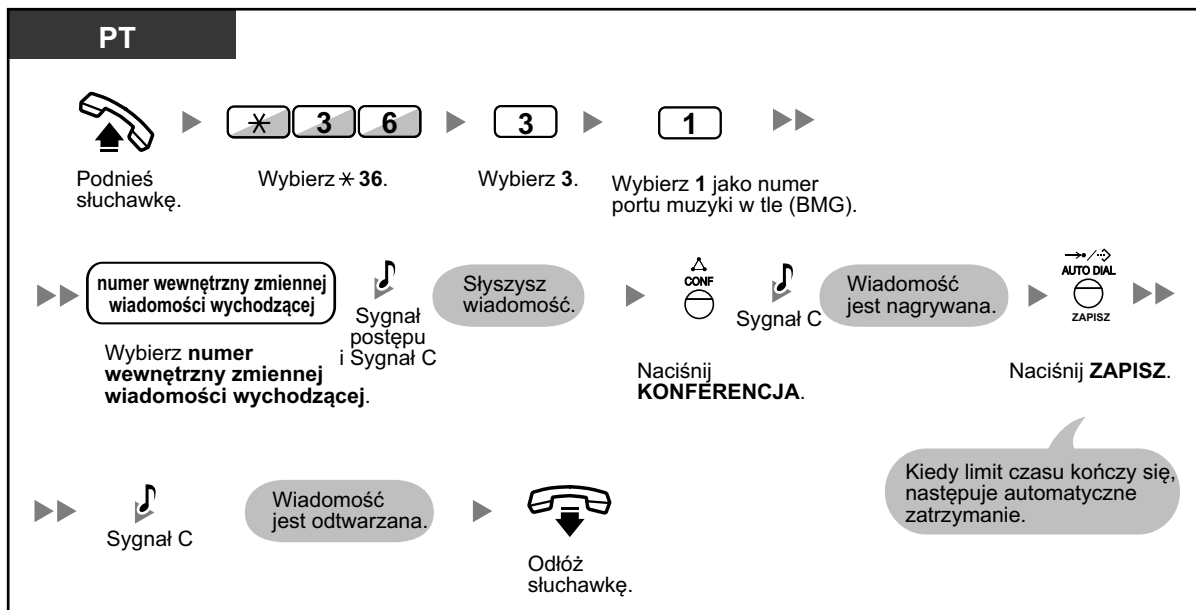 PT
✳ 3 6
3
1
Podnieś
słuchawkę.
Wybierz ✳ 36.
Wybierz 3.
Wybierz 1 jako numer
portu muzyki w tle (BMG).
numer wewnętrzny zmiennej
wiadomości wychodzącej
Sygnał
postępu
i Sygnał C
Słyszysz
wiadomość.
CONF
Sygnał C
Wiadomość
jest nagrywana.
AUTO DIAL
ZAPISZ
Wybierz numer
wewnętrzny zmiennej
wiadomości wychodzącej.
Naciśnij
KONFERENCJA.
Naciśnij ZAPISZ.
Kiedy limit czasu kończy się,
następuje automatyczne
zatrzymanie.
Sygnał C
Wiadomość
jest odtwarzana.
Odłóż
słuchawkę.